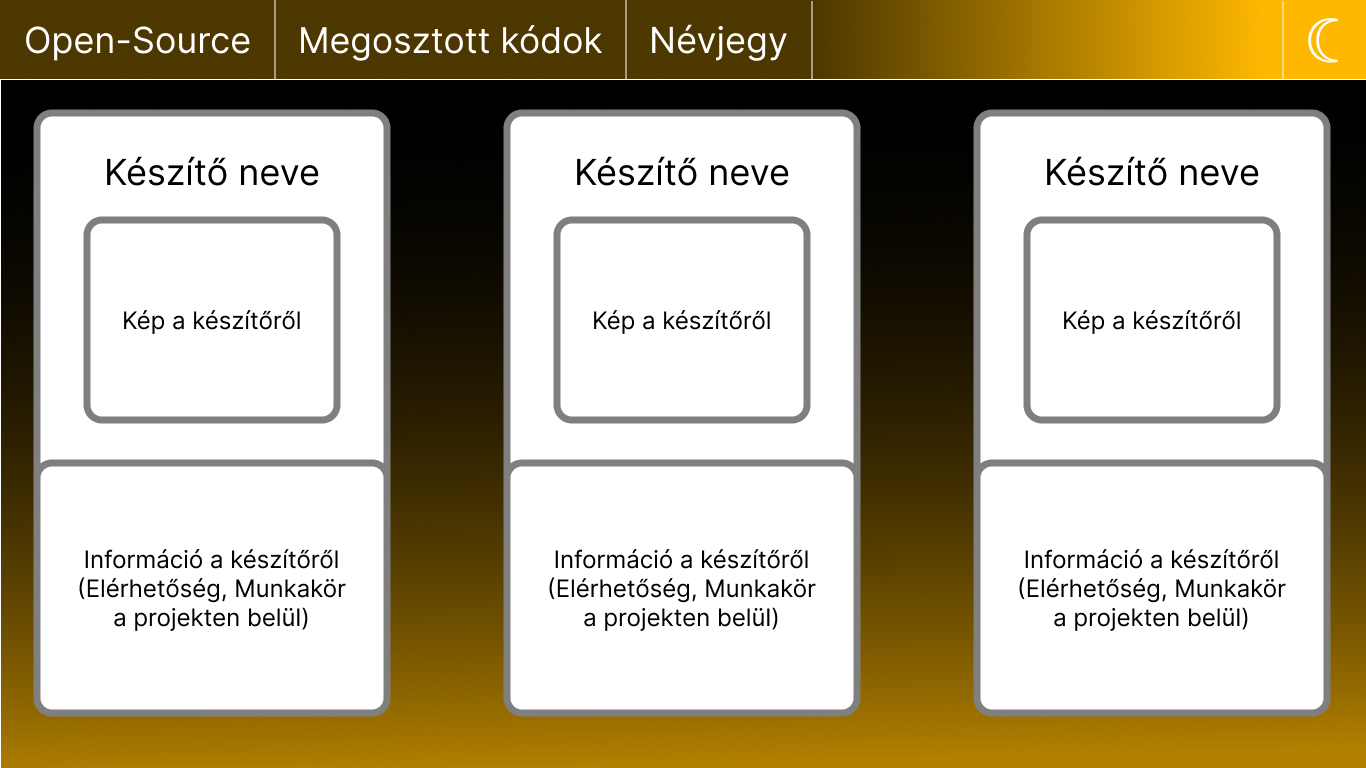 Open-Source
Megosztott kódok
Névjegy
Készítő neve
Kép a készítőről
Információ a készítőről
(Elérhetőség, Munkakör
a projekten belül)
Készítő neve
Kép a készítőről
Információ a készítőről
(Elérhetőség, Munkakör
a projekten belül)
Készítő neve
Kép a készítőről
Információ a készítőről
(Elérhetőség, Munkakör
a projekten belül)